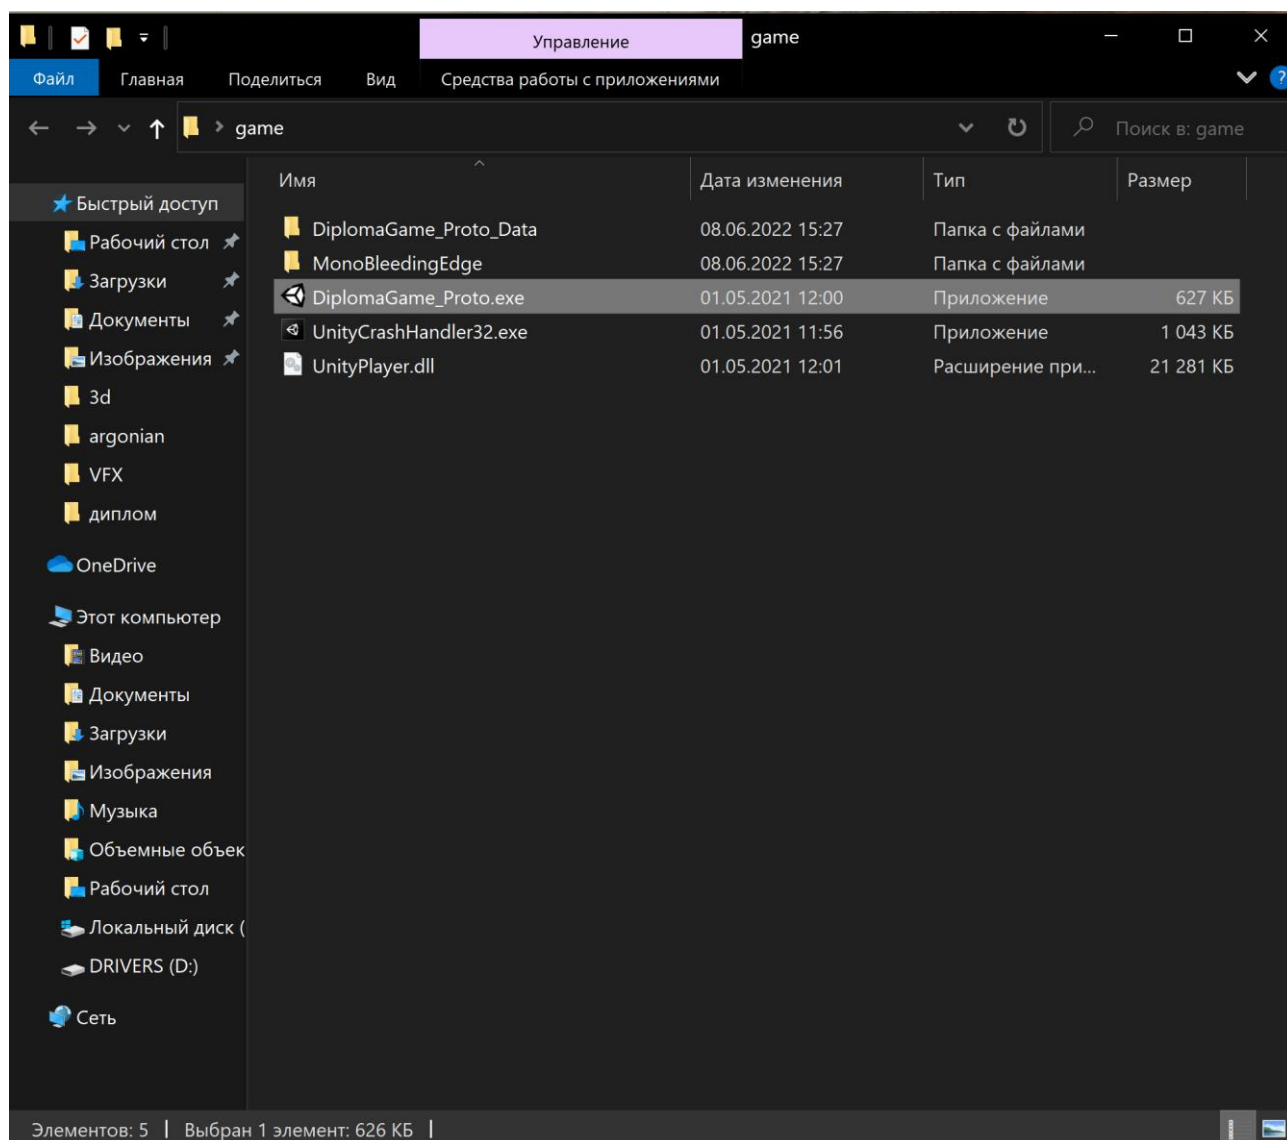 Управление
game
Файл
Главная
Поделиться
Вид
Средства работы с приложениями
?
game
Поиск в: game
Имя
Дата изменения
Тип
Размер
Быстрый доступ
Рабочий стол
Загрузки
Документы
Изображения
3d
argonian
VFX
диплом
OneDrive
Этот компьютер
Видео
Документы
Загрузки
Изображения
Музыка
Объемные объек
Рабочий стол
Локальный диск (
DRIVERS (D:)
Сеть
DiplomaGame_Proto_Data 08.06.2022 15:27 Папка с файлами
MonoBleedingEdge 08.06.2022 15:27 Папка с файлами
DiplomaGame_Proto.exe 01.05.2021 12:00 Приложение 627 КБ
UnityCrashHandler32.exe 01.05.2021 11:56 Приложение 1 043 КБ
UnityPlayer.dll 01.05.2021 12:01 Расширение при... 21 281 КБ
Элементов: 5 | Выбран 1 элемент: 626 КБ |